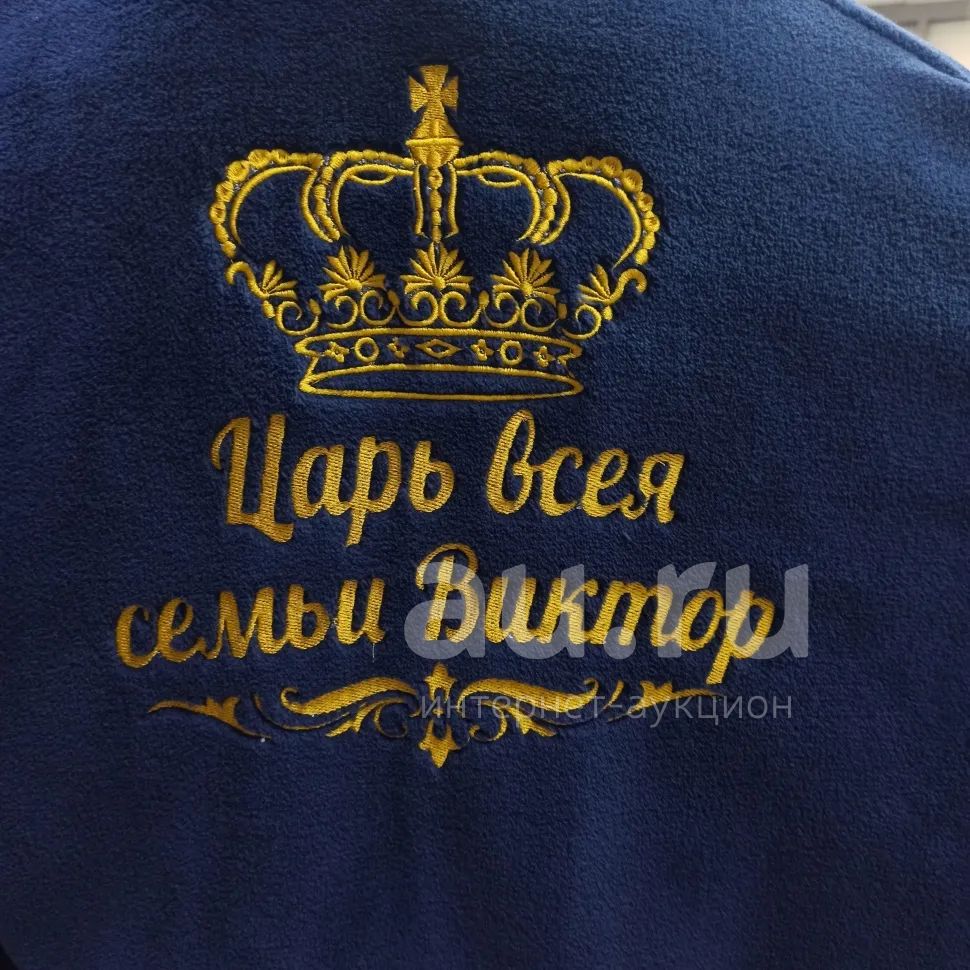 Царь всея
семьи Виктор
au.ru
интернет-аукцион